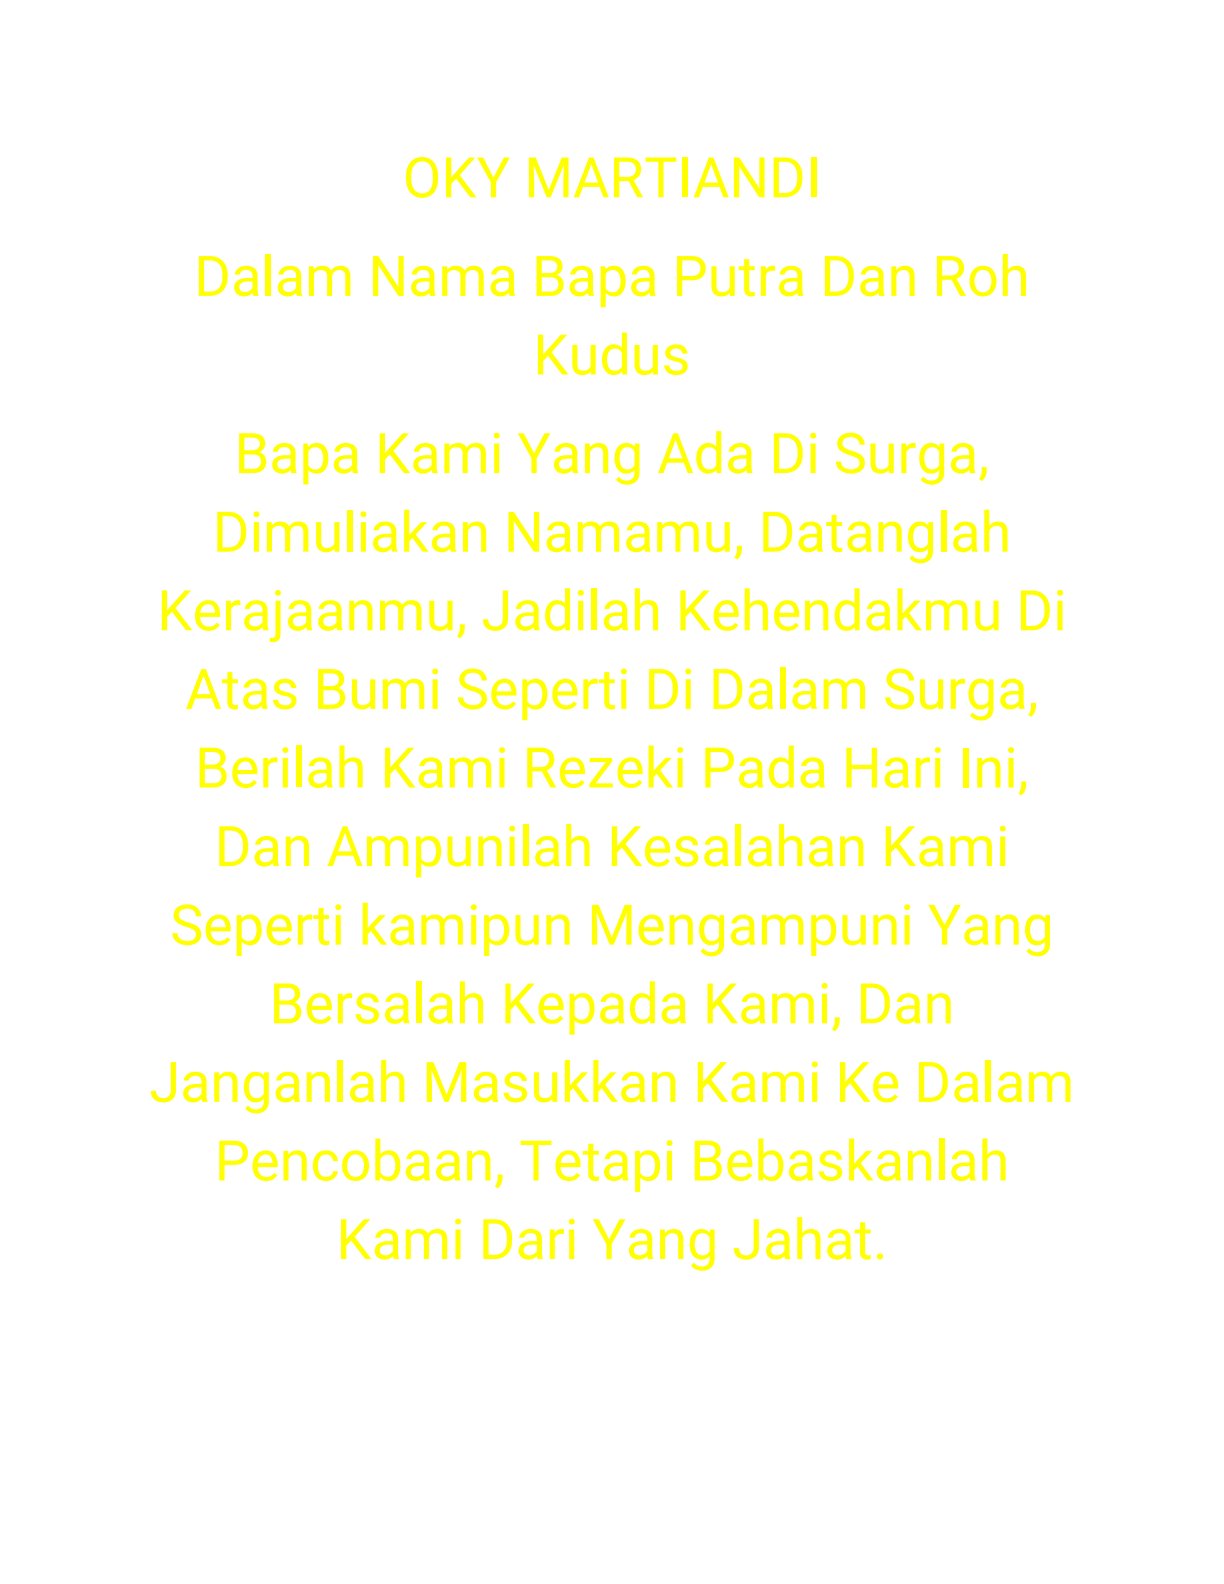 OKY MARTIANDI
Dalam Nama Bapa Putra Dan Roh
Kudus
Bapa Kami Yang Ada Di Surga,
Dimuliakan Namamu, Datanglah
Kerajaanmu, Jadilah Kehendakmu Di
Atas Bumi Seperti Di Dalam Surga,
Berilah Kami Rezeki Pada Hari Ini,
Dan Ampunilah Kesalahan Kami
Seperti kamipun Mengampuni Yang
Bersalah Kepada Kami, Dan
Janganlah Masukkan Kami Ke Dalam
Pencobaan, Tetapi Bebaskanlah
Kami Dari Yang Jahat.